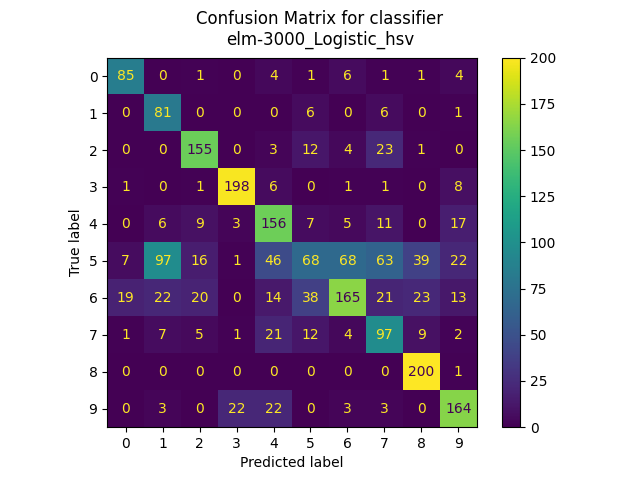 Confusion Matrix for classifier
elm-3000_Logistic_hsv
0 85 0 1 0 4 1 6 1 1 4
1 0 81 0 0 0 6 0 6 0 1
2 0 0 155 0 3 12 4 23 1 0
3 1 0 1 198 6 0 1 1 0 8
4 0 6 9 3 156 7 5 11 0 17
5 7 97 16 1 46 68 68 63 39 22
6 19 22 20 0 14 38 165 21 23 13
7 1 7 5 1 21 12 4 97 9 2
8 0 0 0 0 0 0 0 0 200 1
9 0 3 0 22 22 0 3 3 0 164
0 1 2 3 4 5 6 7 8 9
Predicted label
True label
200
175
150
125
100
75
50
25
0